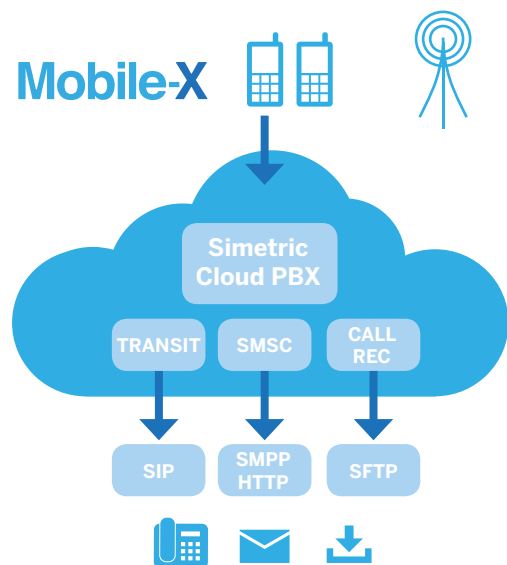 Mobile-X
Simetric
Cloud PBX
TRANSIT
SMSC
CALL
REC
SIP
SMPP
HTTP
SFTP